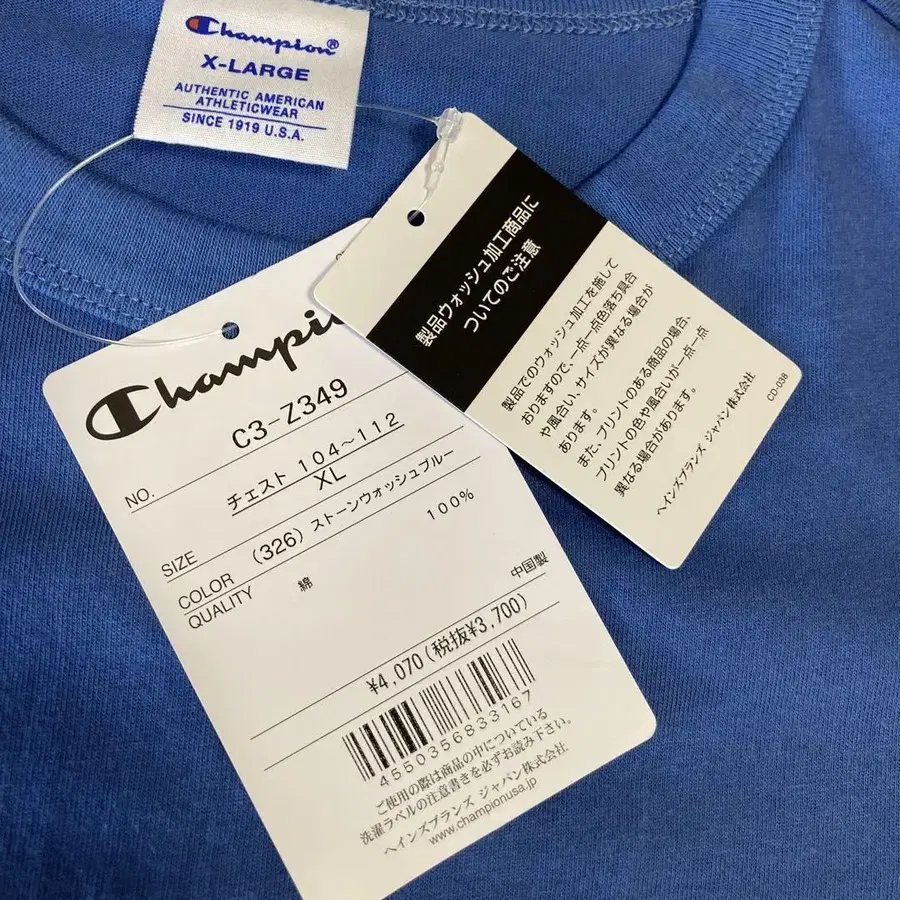 Champion®
X-LARGE
AUTHENTIC AMERICAN
ATHLETICWEAR
SINCE 1919 U.S.A.
製品ウォッシュ加工商品に
ついてのご注意
製品でのウォッシュ加工を施して
おりますので、一点一点色落ち具合
や風合い、サイズが異なる場合が
あります。
また、プリントのある商品の場合、
プリントの色や風合いが一点一点
異なる場合があります。
ヘインズブランズ ジャパン株式会社
CD-038
Champion
NO. C3-Z349
チェスト 104～112
SIZE XL
COLOR (326) ストーンウォッシュブルー
QUALITY 綿 100%
中国製
¥4,070(税抜¥3,700)
4550356833167
ご使用の際は商品の中についている
洗濯ラベルの注意書きを必ずお読み下さい。
ヘインズブランズ ジャパン株式会社
www.championusa.jp